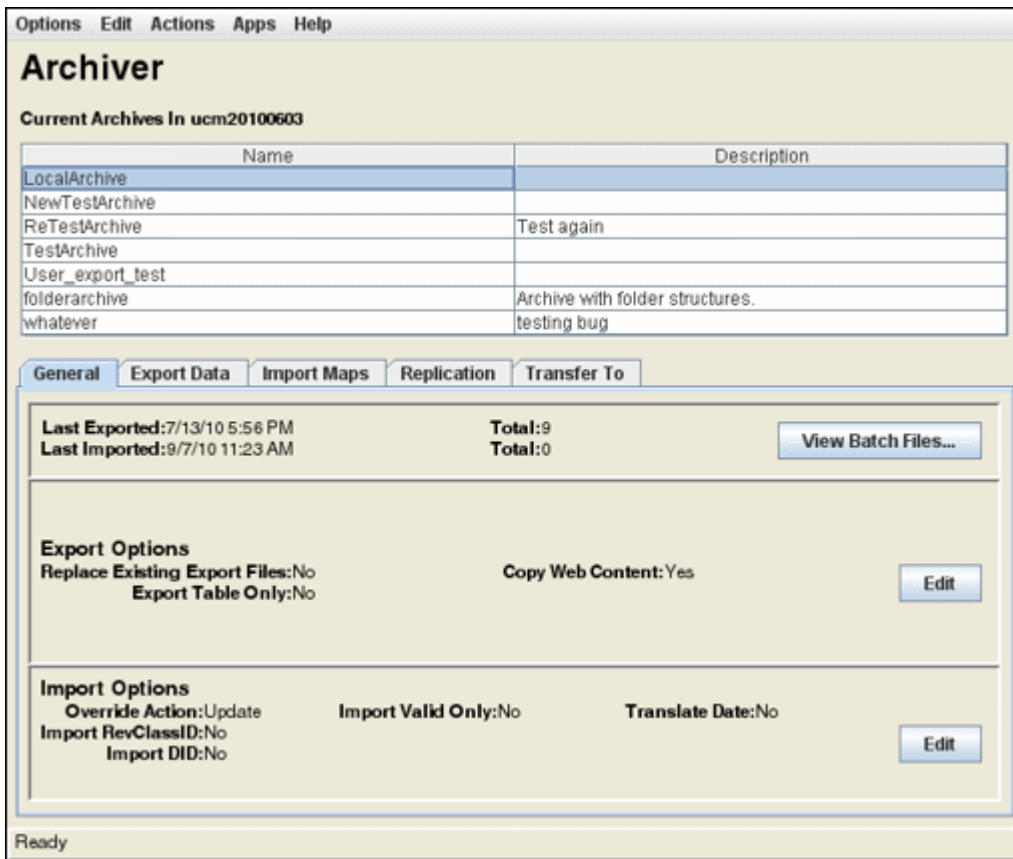 Options Edit Actions Apps Help
Archiver
Current Archives In ucm20100603
Name Description
LocalArchive
NewTestArchive
ReTestArchive Test again
TestArchive
User_export_test
folderarchive Archive with folder structures.
whatever testing bug
General Export Data Import Maps Replication Transfer To
Last Exported:7/13/10 5:56 PM Total:9
Last Imported:9/7/10 11:23 AM Total:0
View Batch Files...
Export Options
Replace Existing Export Files:No Copy Web Content:Yes
Export Table Only:No
Edit
Import Options
Override Action:Update Import Valid Only:No Translate Date:No
Import RevClassID:No
Import DID:No
Edit
Ready